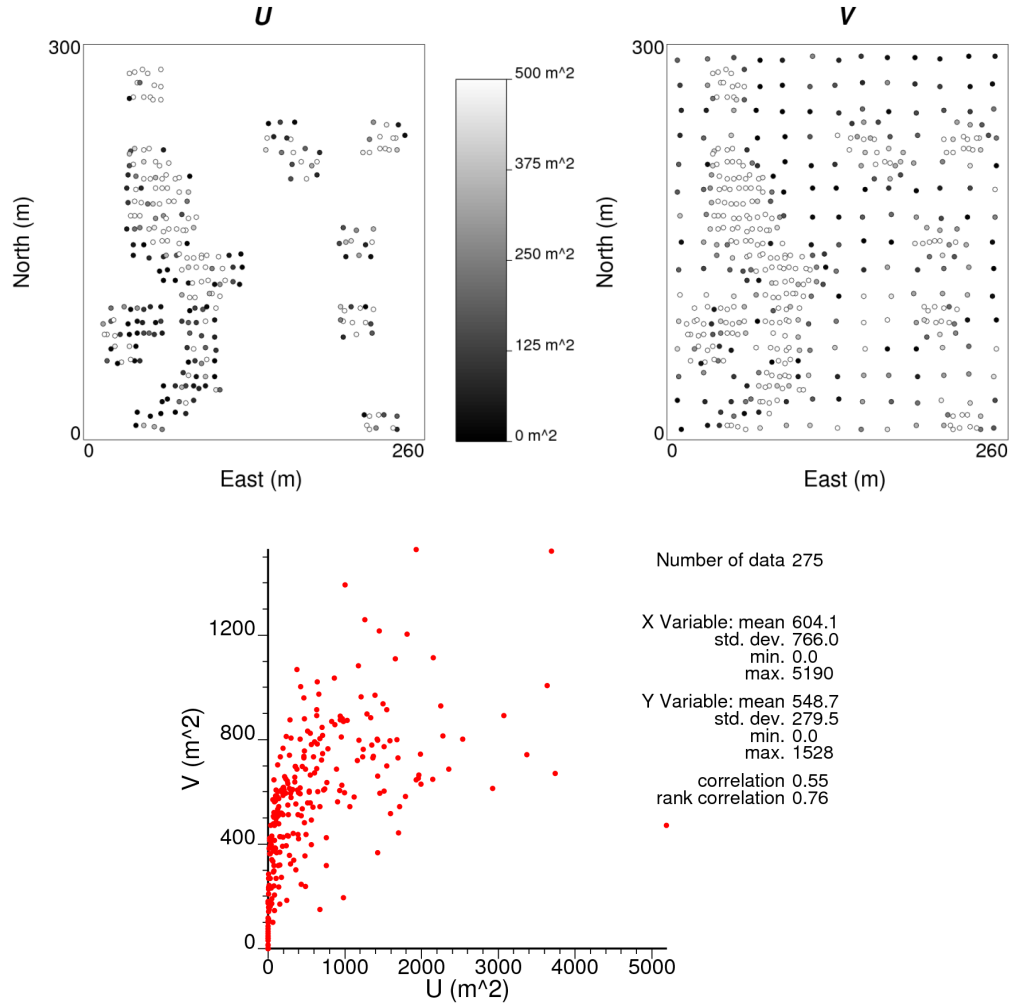 U
V
300
0
0
260
East (m)
North (m)
500 m^2
375 m^2
250 m^2
125 m^2
0 m^2
300
0
0
260
East (m)
North (m)
Number of data 275
X Variable: mean 604.1
std. dev. 766.0
min. 0.0
max. 5190
Y Variable: mean 548.7
std. dev. 279.5
min. 0.0
max. 1528
correlation 0.55
rank correlation 0.76
V (m^2)
1200
800
400
0
0 1000 2000 3000 4000 5000
U (m^2)